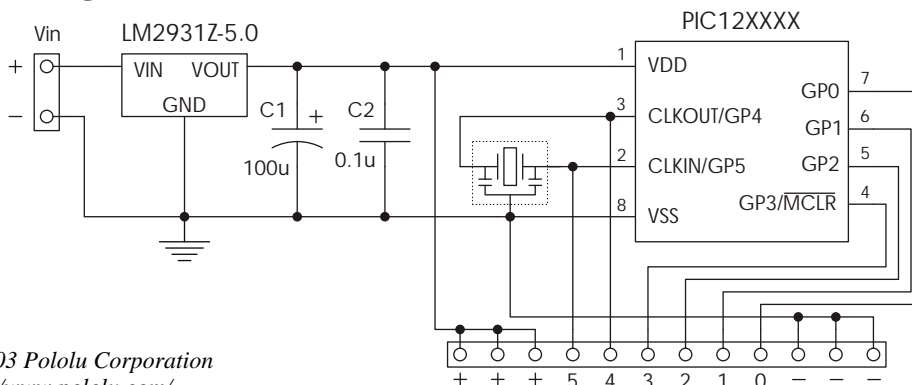 PIC12XXXX
Vin
LM2931Z-5.0
+
VIN VOUT
GND
−
C1
+
100u
C2
0.1u
1
VDD
3
CLKOUT/GP4
2
CLKIN/GP5
8
VSS
GP0
7
GP1
6
GP2
5
GP3/MCLR
4
03 Pololu Corporation
+ + + 5 4 3 2 1 0 − − −